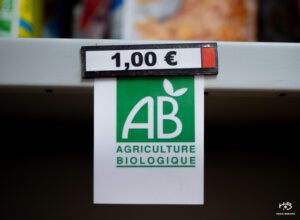 1,00 €
AB
AGRICULTURE
BIOLOGIQUE